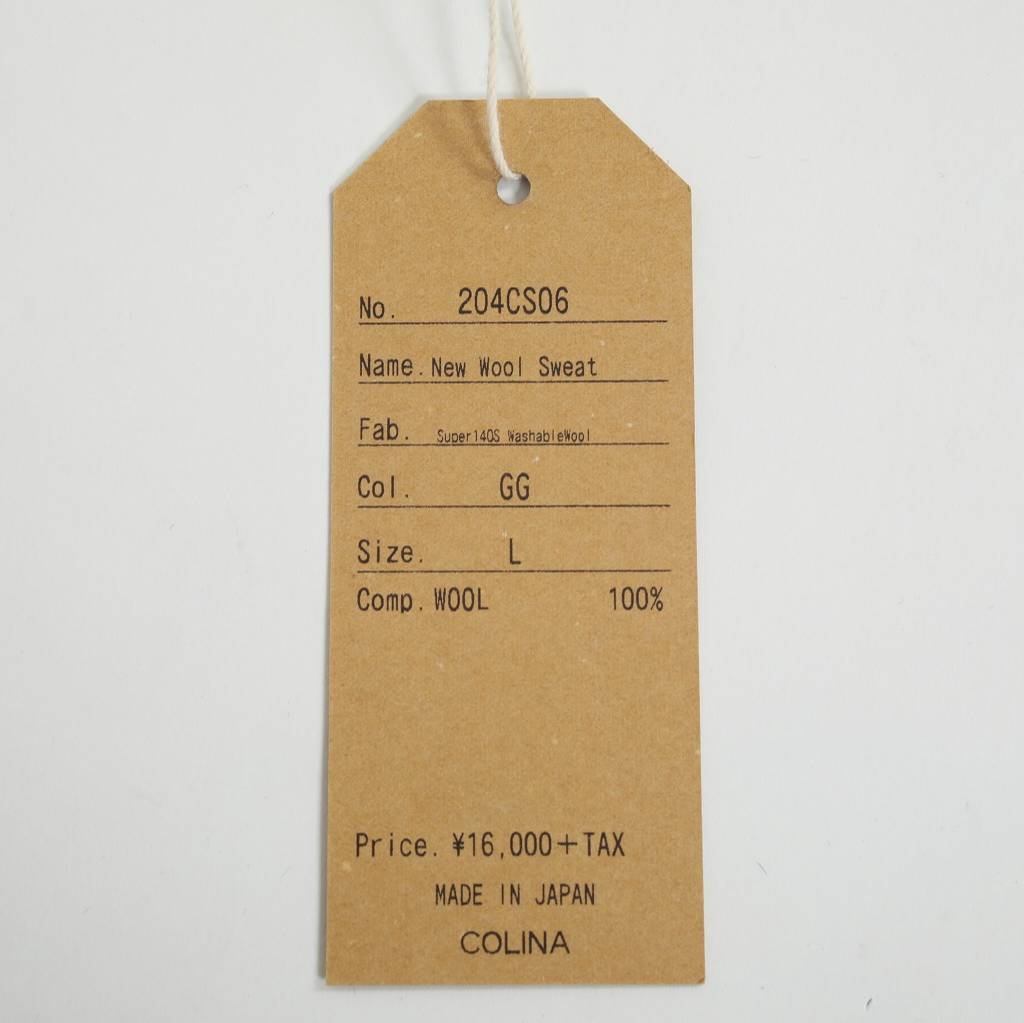 No. 204CS06
Name. New Wool Sweat
Fab. Super140S WashableWool
Col. GG
Size. L
Comp. WOOL 100%
Price. ¥16,000+TAX
MADE IN JAPAN
COLINA